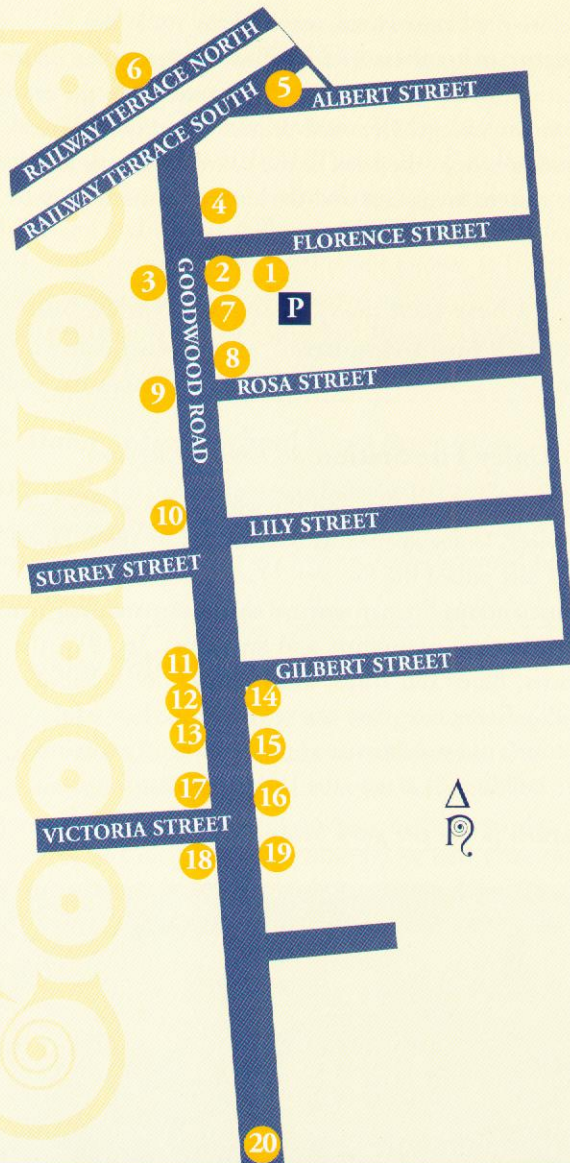 RAILWAY TERRACE NORTH
6
RAILWAY TERRACE SOUTH
5
ALBERT STREET
4
FLORENCE STREET
3
GOODWOOD ROAD
2
1
7
P
8
ROSA STREET
9
10
LILY STREET
SURREY STREET
11
GILBERT STREET
12
14
13
15
17
16
VICTORIA STREET
18
19
20
N
Goodwood